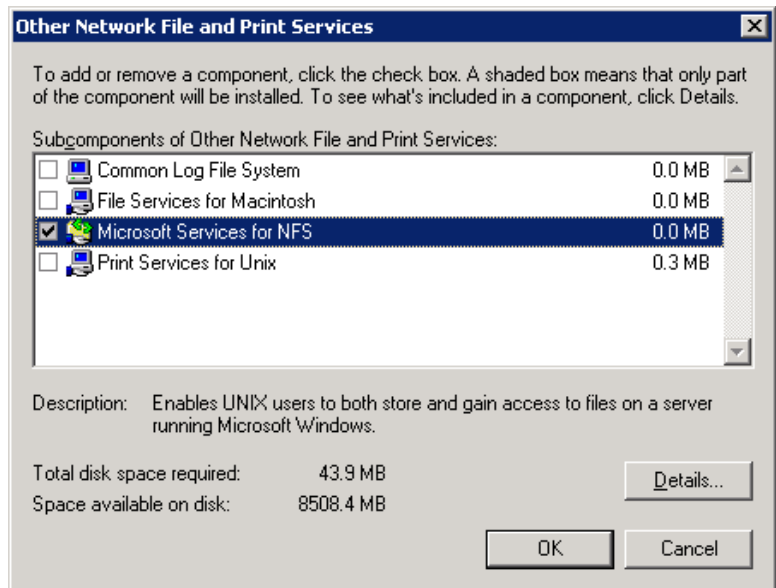 Other Network File and Print Services
To add or remove a component, click the check box. A shaded box means that only part
of the component will be installed. To see what's included in a component, click Details.
Subcomponents of Other Network File and Print Services:
Common Log File System 0.0 MB
File Services for Macintosh 0.0 MB
Microsoft Services for NFS 0.0 MB
Print Services for Unix 0.3 MB
Description: Enables UNIX users to both store and gain access to files on a server
running Microsoft Windows.
Total disk space required: 43.9 MB
Details...
Space available on disk: 8508.4 MB
OK Cancel